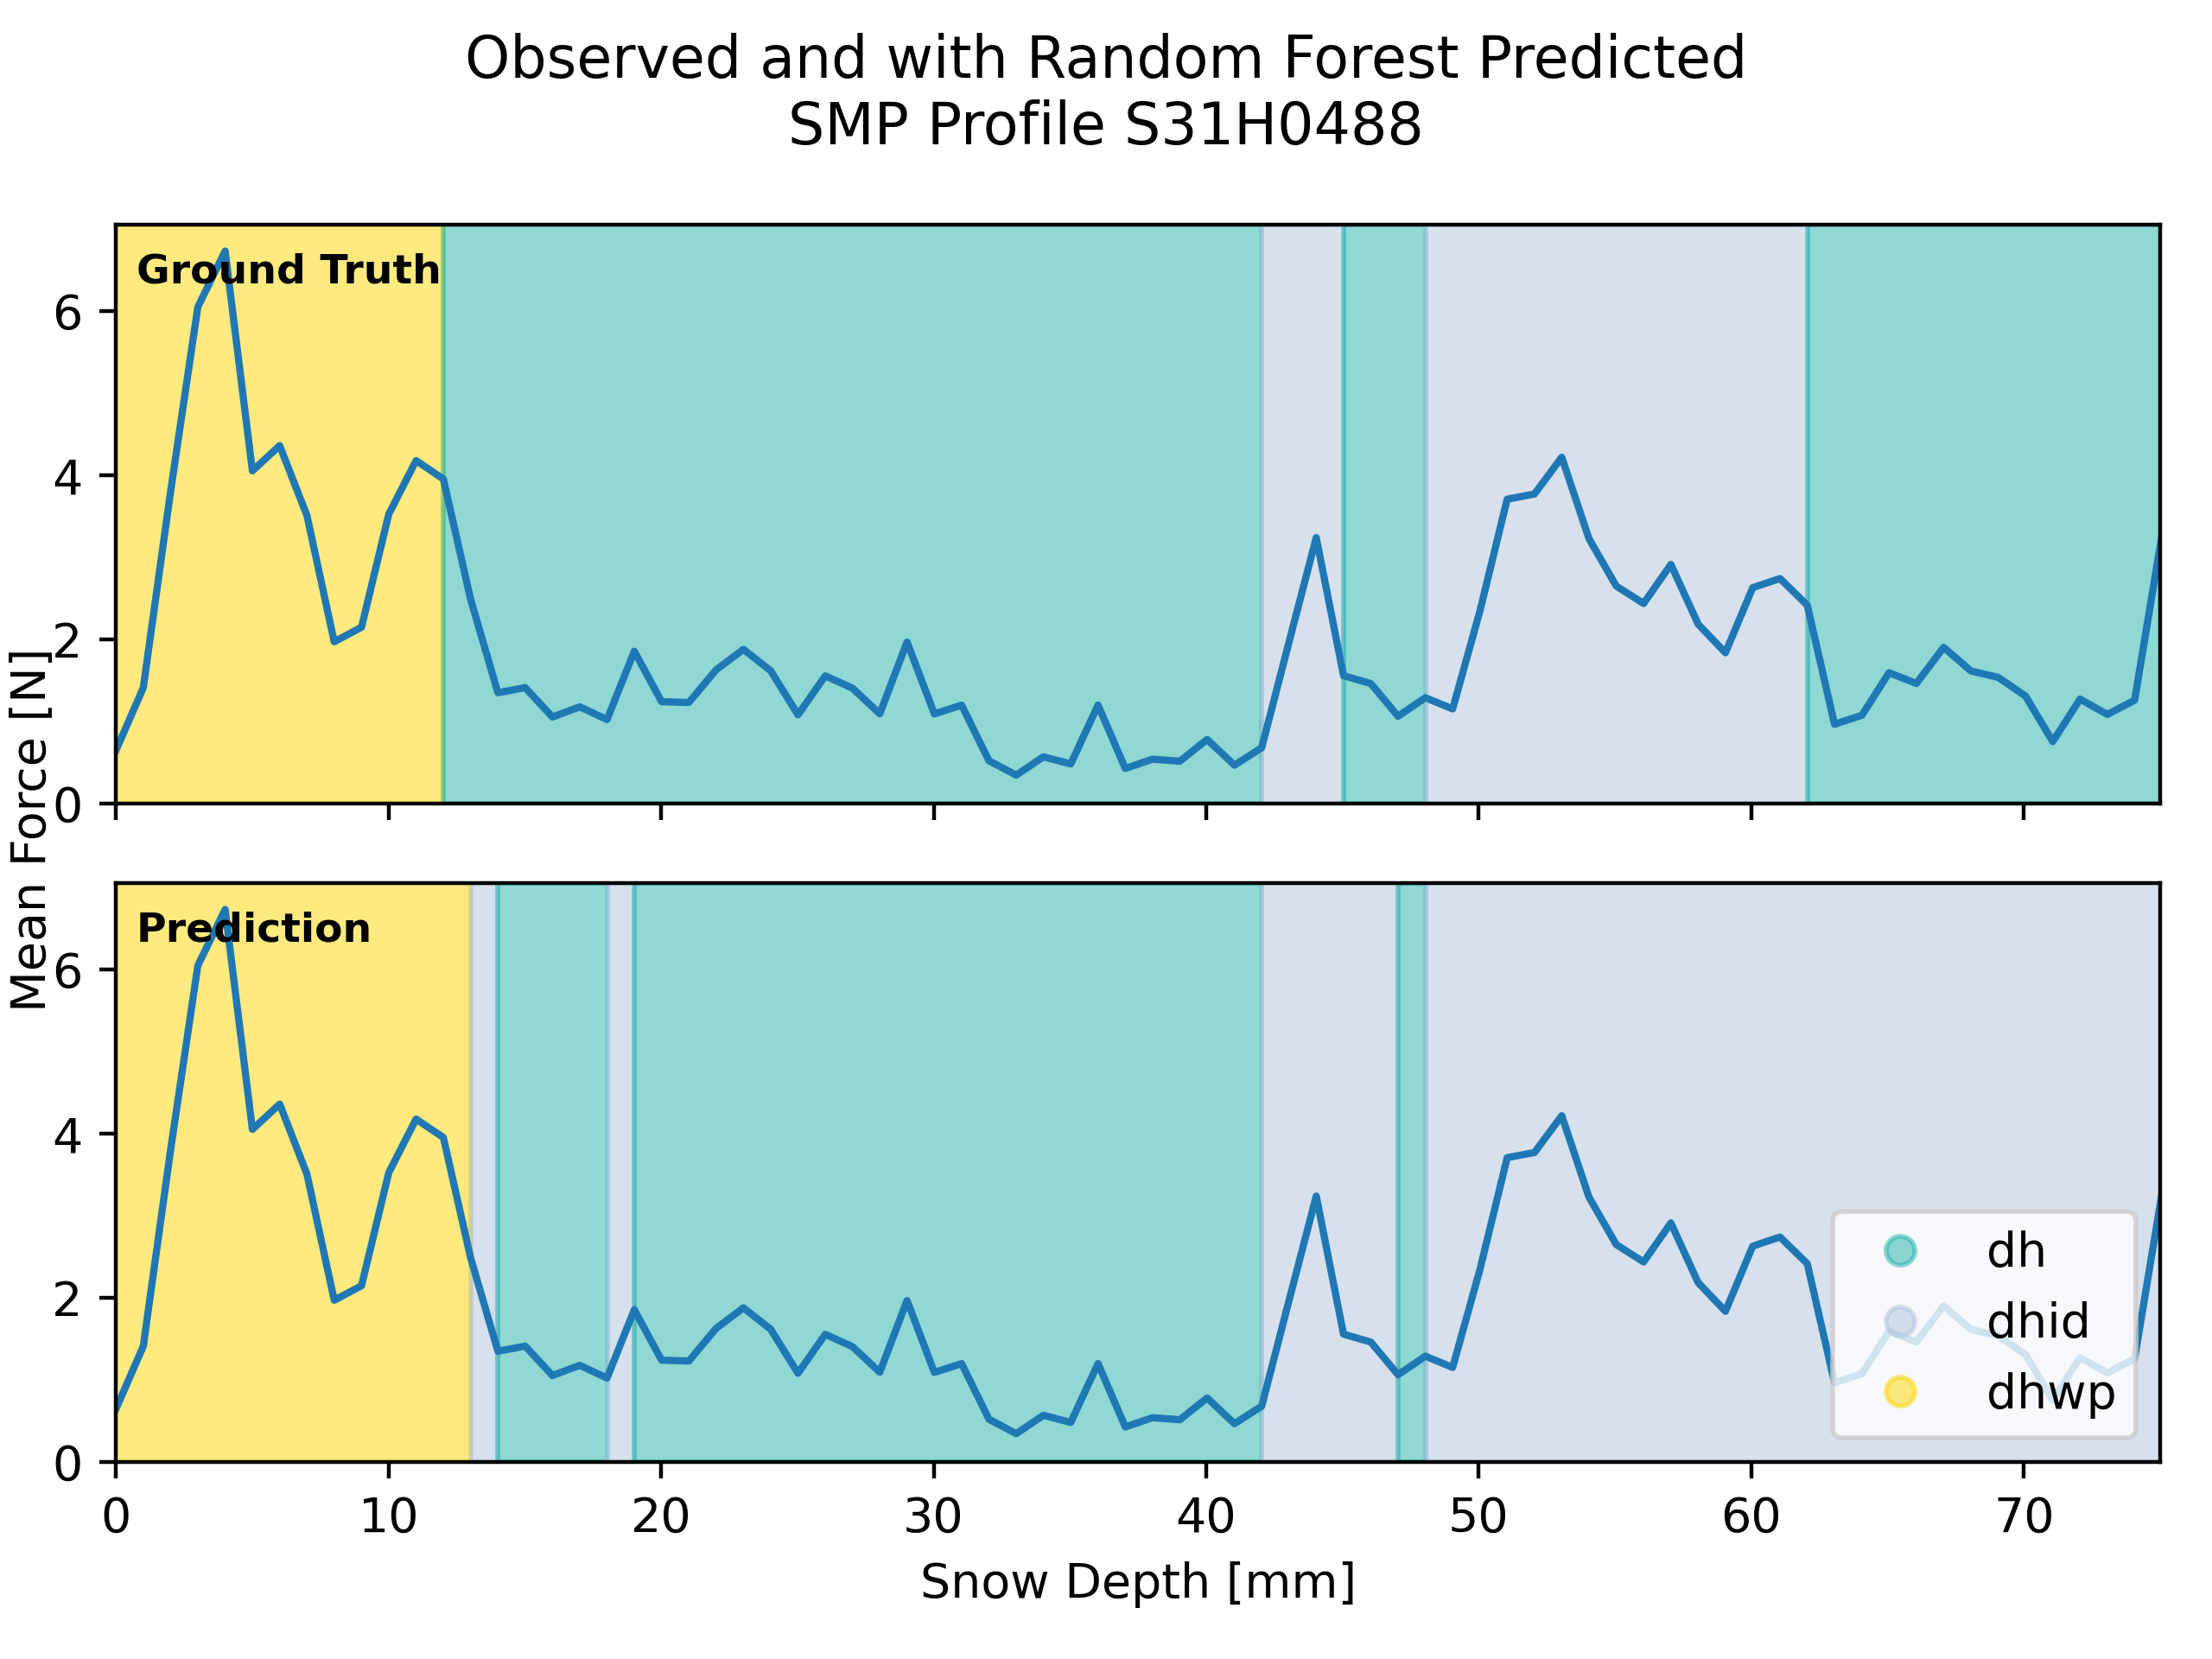 Observed and with Random Forest Predicted
SMP Profile S31H0488
Ground Truth
6
4
2
0
Mean Force [N]
Prediction
6
4
2
0
dh
dhid
dhwp
0 10 20 30 40 50 60 70
Snow Depth [mm]